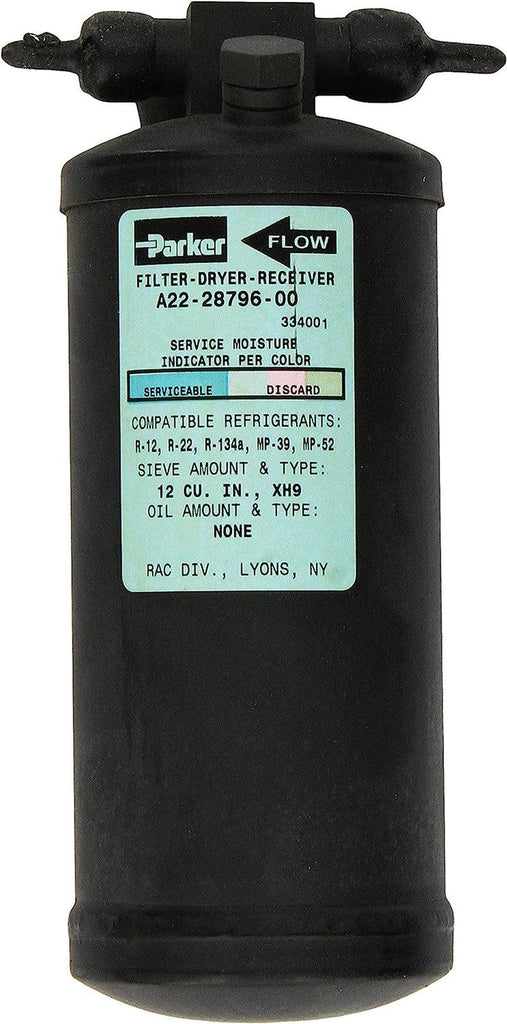 Parker FLOW
FILTER-DRYER-RECEIVER
A22-28796-00
334001
SERVICE MOISTURE
INDICATOR PER COLOR
SERVICEABLE DISCARD
COMPATIBLE REFRIGERANTS:
R-12, R-22, R-134a, MP-39, MP-52
SIEVE AMOUNT & TYPE:
12 CU. IN., XH9
OIL AMOUNT & TYPE:
NONE
RAC DIV., LYONS, NY